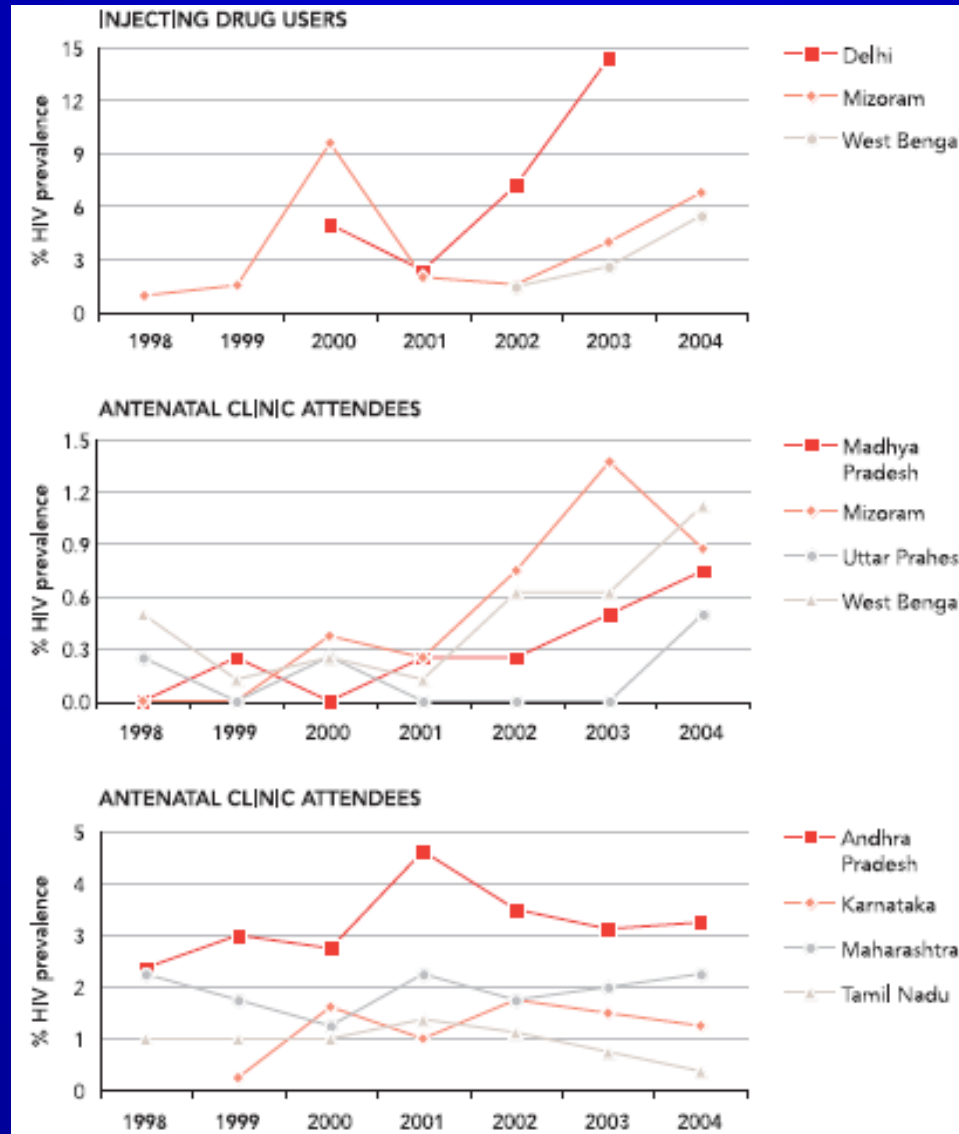 INJECTING DRUG USERS
% HIV prevalence
15
12
9
6
3
0
1998 1999 2000 2001 2002 2003 2004
Delhi
Mizoram
West Benga
ANTENATAL CLINIC ATTENDEES
% HIV prevalence
1.5
1.2
0.9
0.6
0.3
0.0
1998 1999 2000 2001 2002 2003 2004
Madhya
Pradesh
Mizoram
Uttar Prahes
West Benga
ANTENATAL CLINIC ATTENDEES
% HIV prevalence
5
4
3
2
1
0
1998 1999 2000 2001 2002 2003 2004
Andhra
Pradesh
Karnataka
Maharashtra
Tamil Nadu